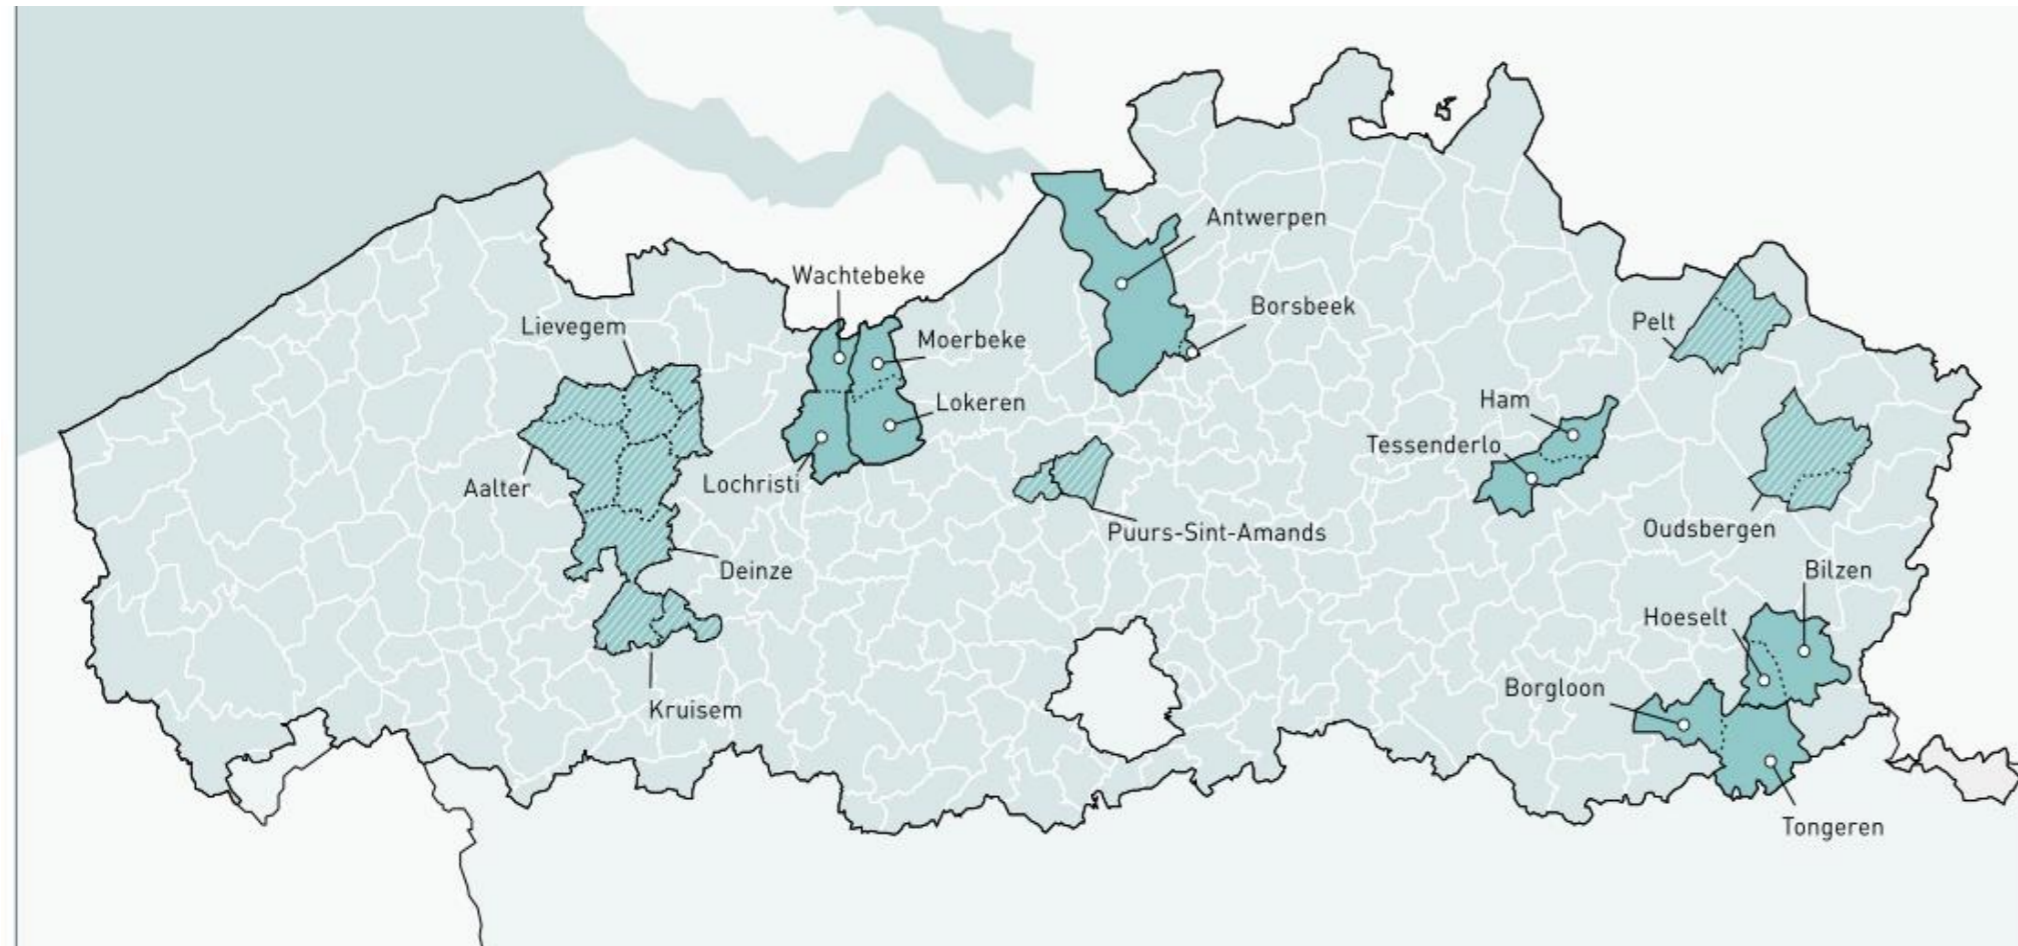 Antwerpen
Wachtebeke
Borsbeek
Lievegem
Pelt
Moerbeke
Ham
Lokeren
Tessenderlo
Aalter
Lochristi
Puurs-Sint-Amands
Oudsbergen
Deinze
Bilzen
Hoeselt
Borgloon
Kruisem
Tongeren